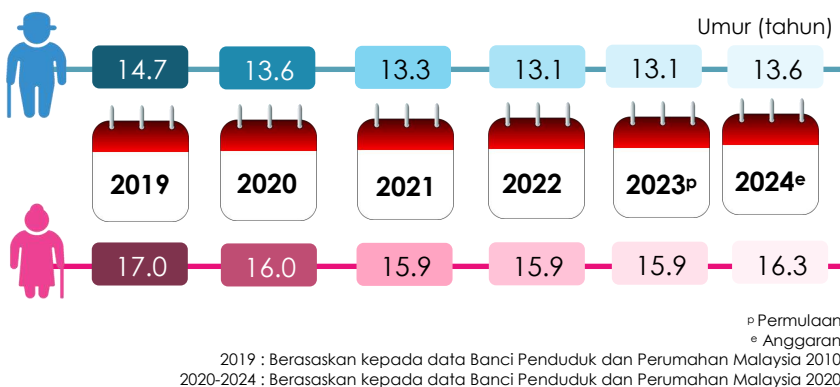 Umur (tahun)
14.7 13.6 13.3 13.1 13.1 13.6
2019 2020 2021 2022 2023ᵖ 2024ᵉ
17.0 16.0 15.9 15.9 15.9 16.3
ᵖ Permulaan
ᵉ Anggaran
2019 : Berasaskan kepada data Banci Penduduk dan Perumahan Malaysia 2010
2020-2024 : Berasaskan kepada data Banci Penduduk dan Perumahan Malaysia 2020